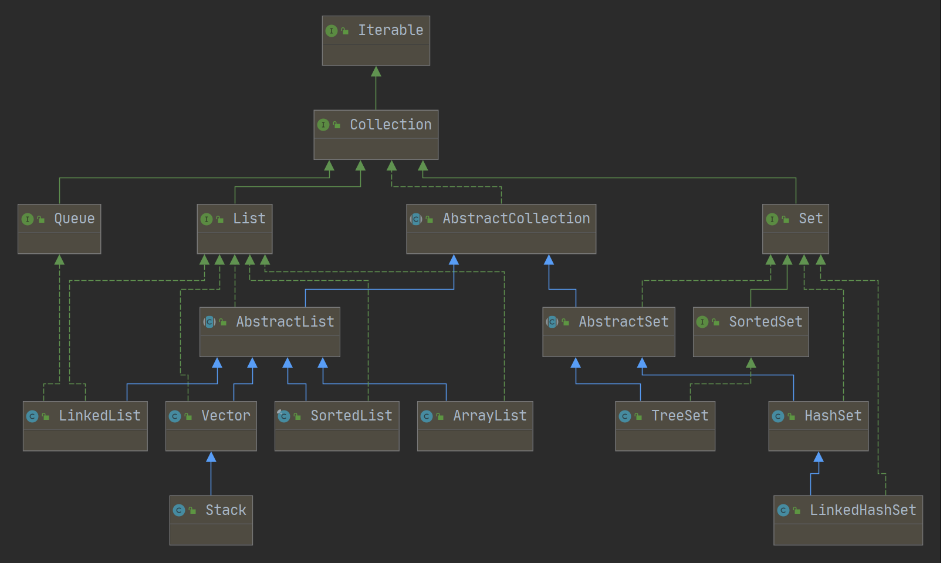 Iterable
Collection
Queue
List
AbstractCollection
Set
AbstractList
AbstractSet
SortedSet
LinkedList
Vector
SortedList
ArrayList
TreeSet
HashSet
Stack
LinkedHashSet